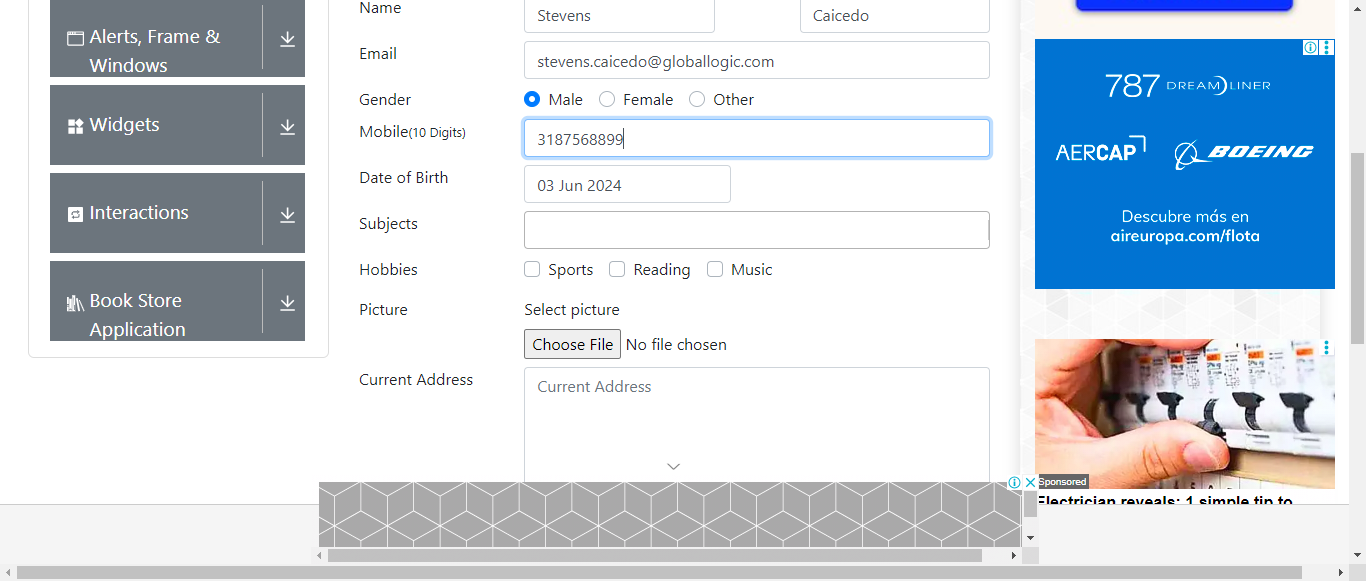 Alerts, Frame &
Windows
Widgets
Interactions
Book Store
Application
Name
Stevens
Caicedo
Email
stevens.caicedo@globallogic.com
Gender
Male
Female
Other
Mobile(10 Digits)
3187568899
Date of Birth
03 Jun 2024
Subjects
Hobbies
Sports
Reading
Music
Picture
Select picture
Choose File
No file chosen
Current Address
Current Address
787 DREAMLINER
AERCAP
BOEING
Descubre más en
aireuropa.com/flota
Sponsored
Electrician reveals: 1 simple tip to